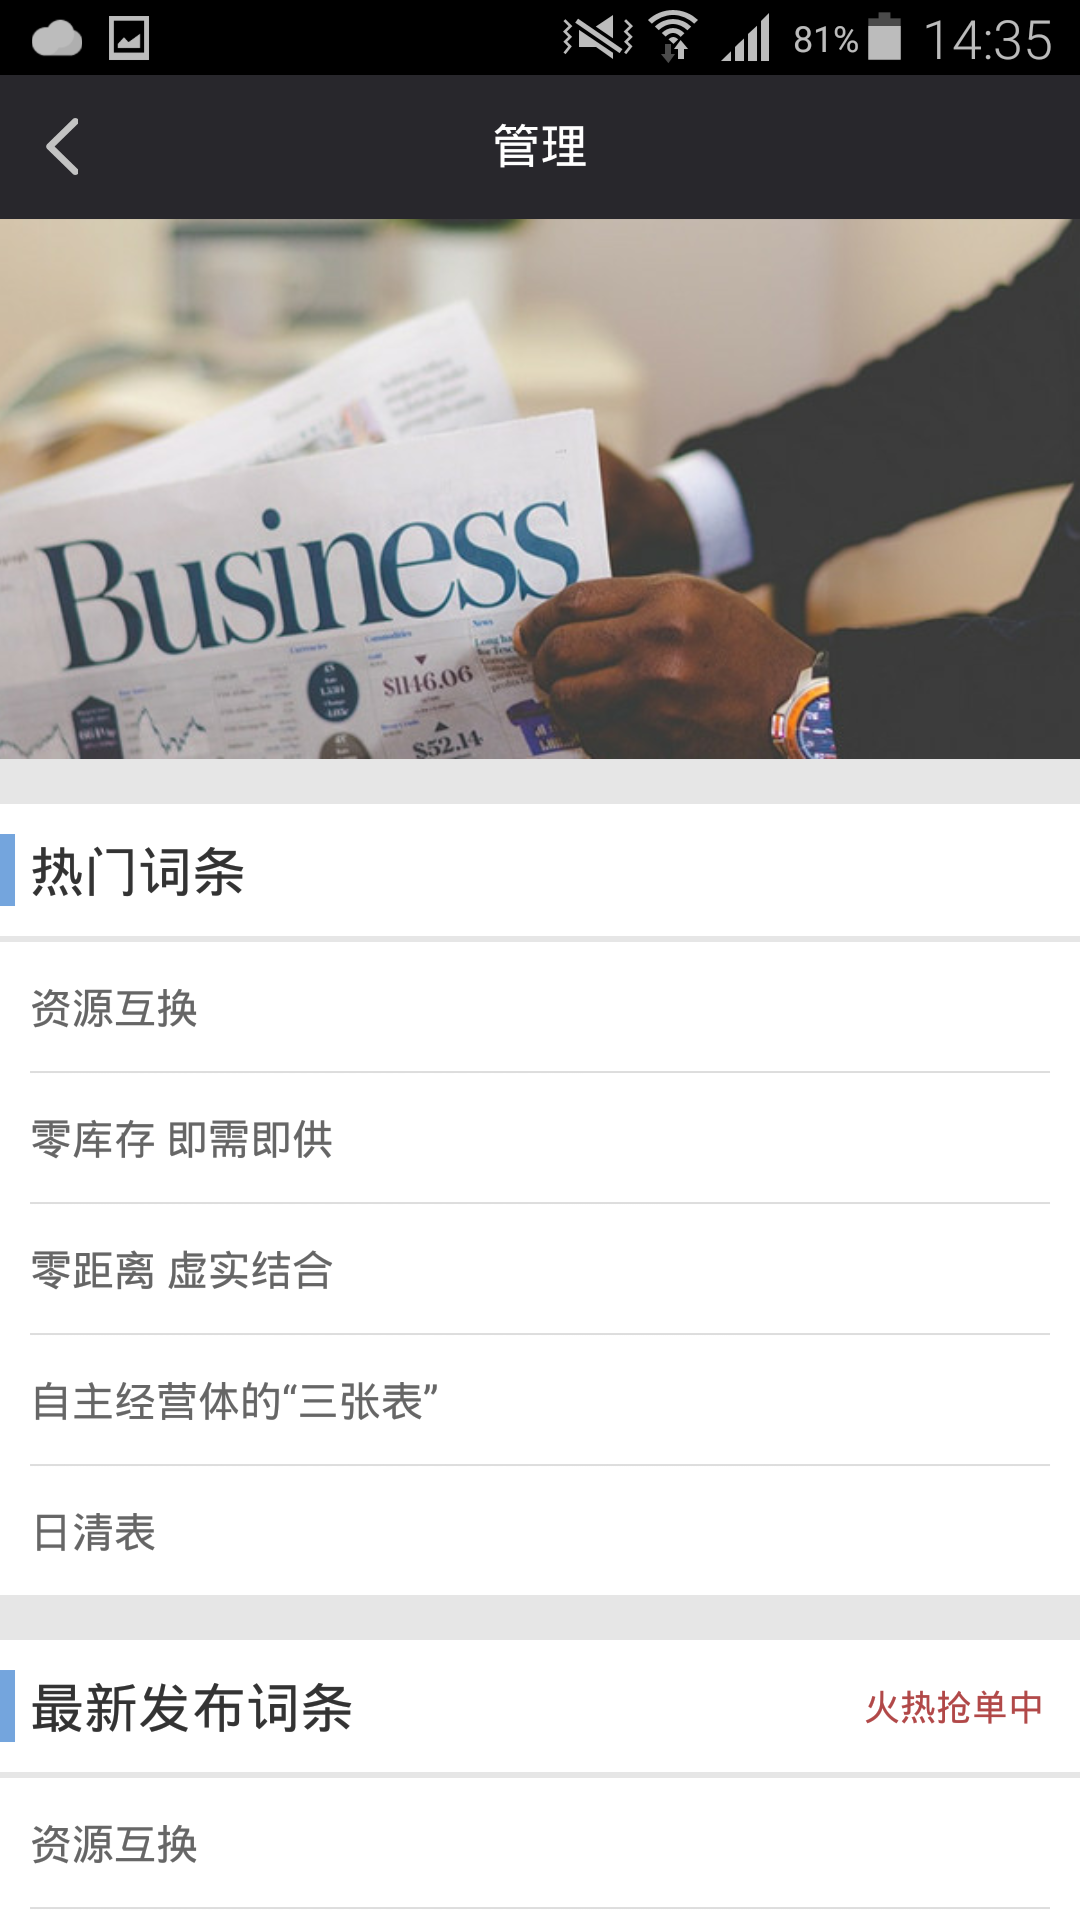 81% 14:35
管理
Business
Currencies
Commodities
News
$1146.06
$52.14
热门词条
资源互换
零库存 即需即供
零距离 虚实结合
自主经营体的“三张表”
日清表
最新发布词条 火热抢单中
资源互换